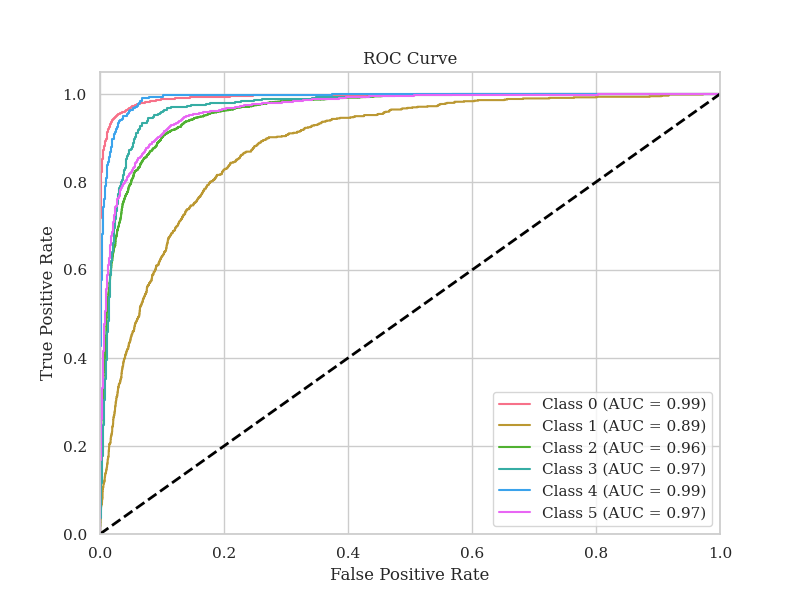 ROC Curve
True Positive Rate
1.0
0.8
0.6
0.4
0.2
0.0
Class 0 (AUC = 0.99)
Class 1 (AUC = 0.89)
Class 2 (AUC = 0.96)
Class 3 (AUC = 0.97)
Class 4 (AUC = 0.99)
Class 5 (AUC = 0.97)
0.0 0.2 0.4 0.6 0.8 1.0
False Positive Rate